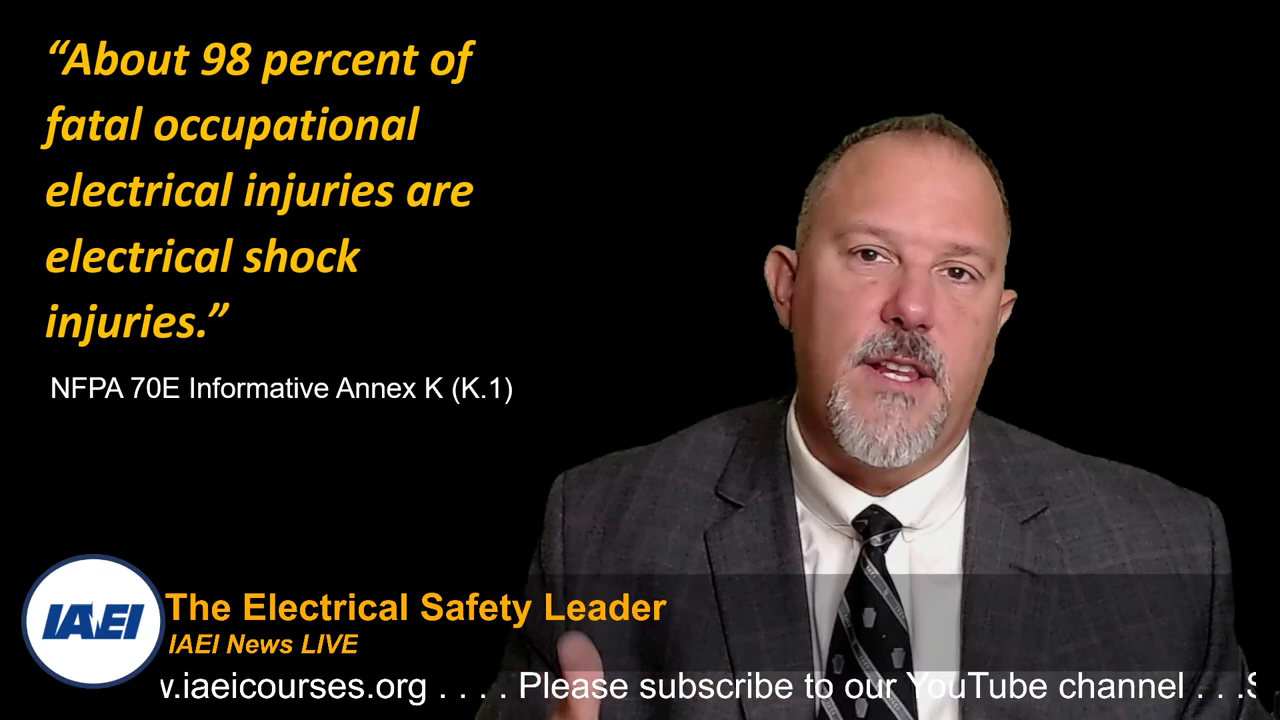 “About 98 percent of
fatal occupational
electrical injuries are
electrical shock
injuries.”
NFPA 70E Informative Annex K (K.1)
IAEI
The Electrical Safety Leader
IAEI News LIVE
.iaeicourses.org . . . . Please subscribe to our YouTube channel . . .